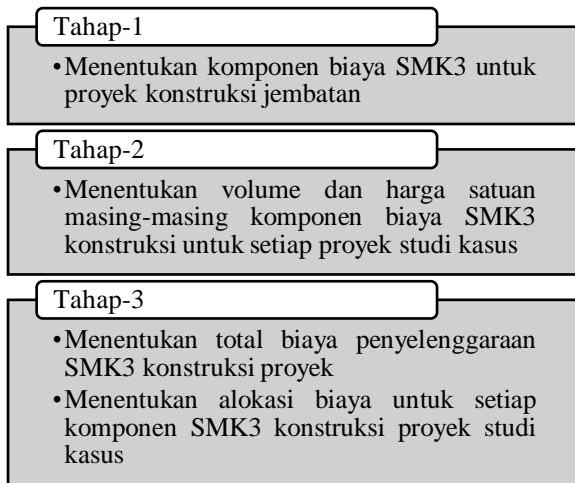 Tahap-1
•Menentukan komponen biaya SMK3 untuk
proyek konstruksi jembatan
Tahap-2
•Menentukan volume dan harga satuan
masing-masing komponen biaya SMK3
konstruksi untuk setiap proyek studi kasus
Tahap-3
•Menentukan total biaya penyelenggaraan
SMK3 konstruksi proyek
•Menentukan alokasi biaya untuk setiap
komponen SMK3 konstruksi proyek studi
kasus